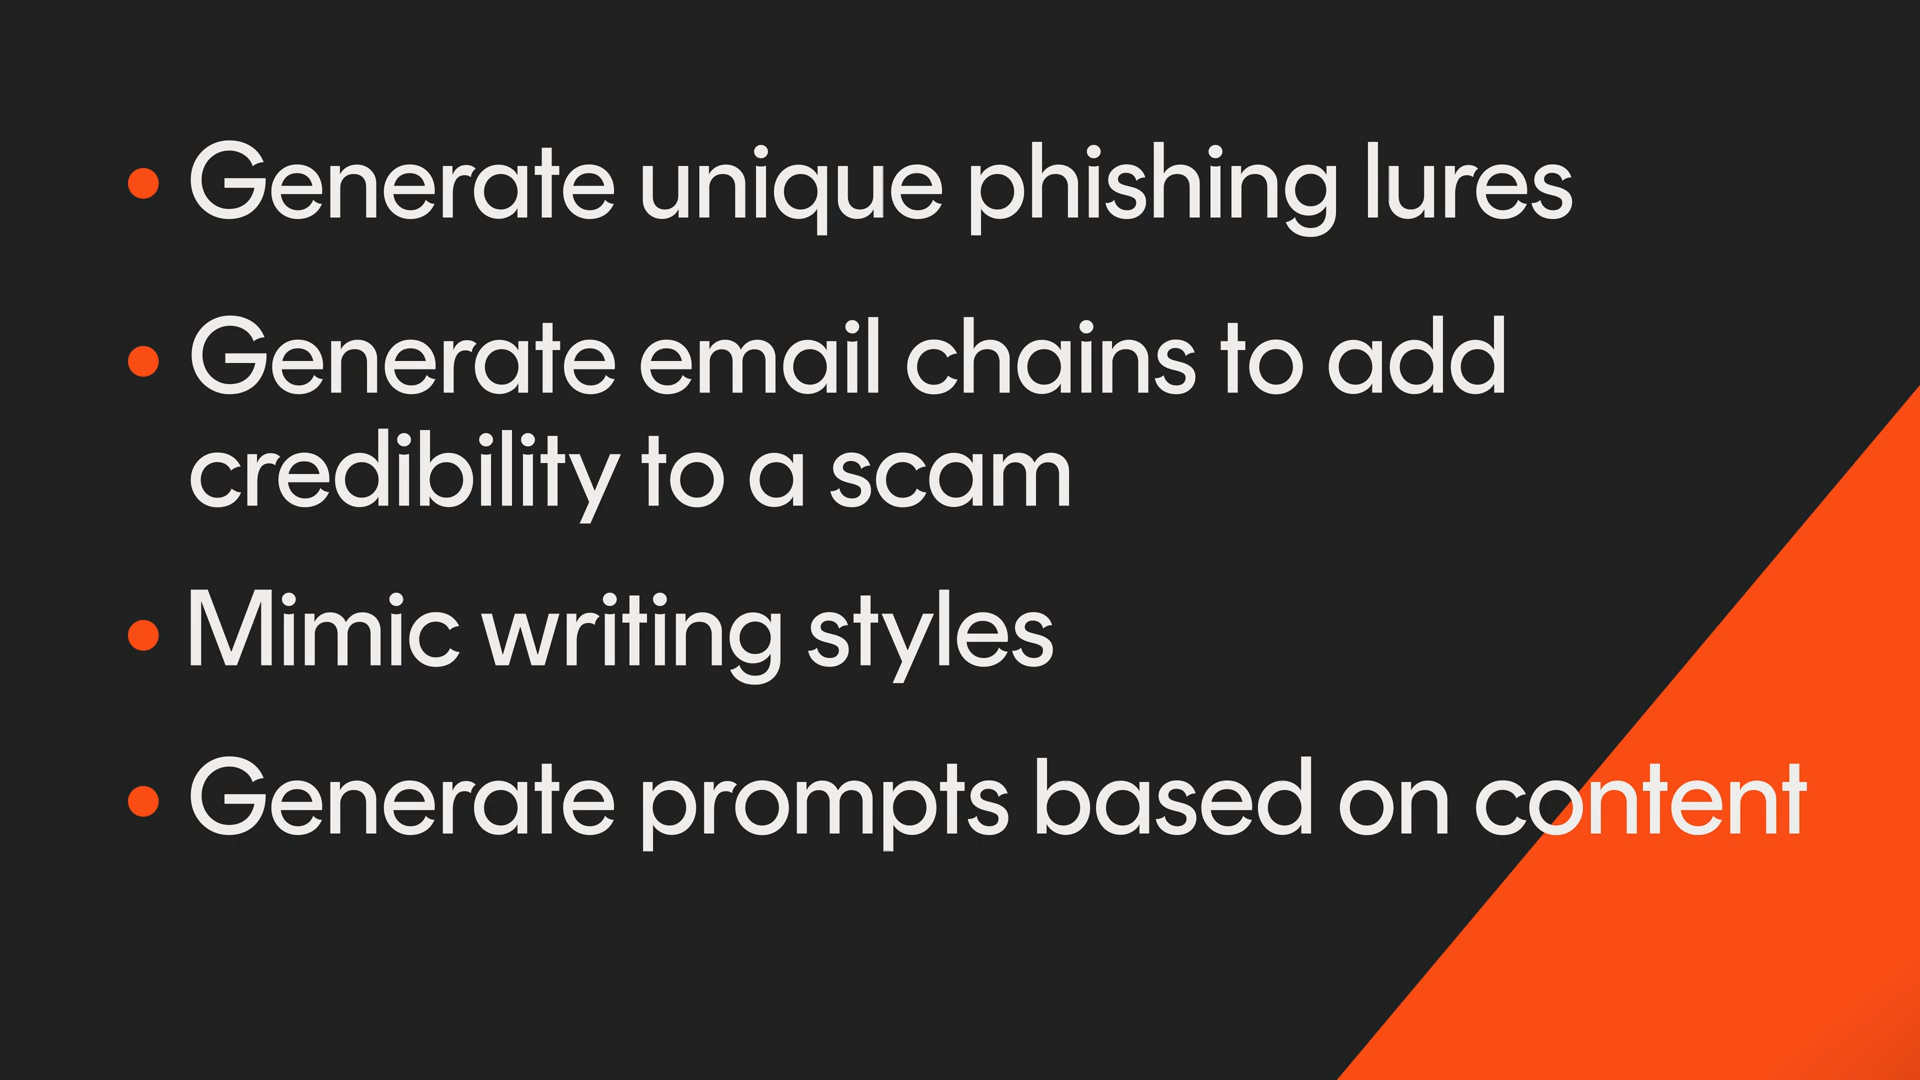 Generate unique phishing lures
Generate email chains to add
credibility to a scam
Mimic writing styles
Generate prompts based on content